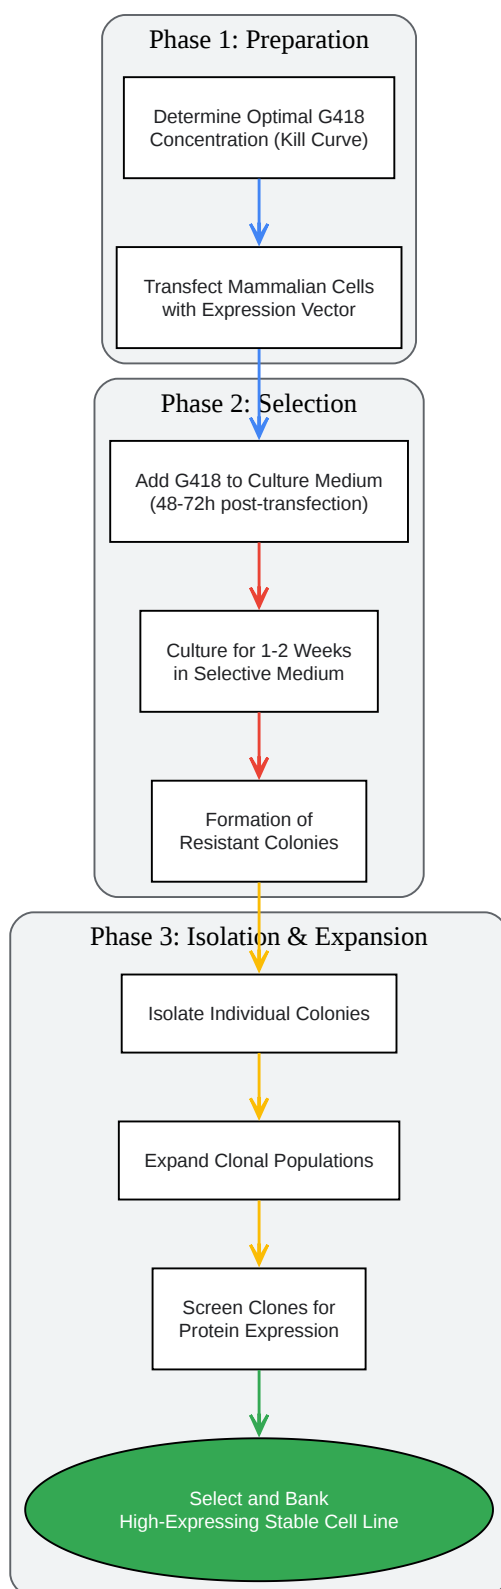 Phase 1: Preparation
Determine Optimal G418
Concentration (Kill Curve)
Transfect Mammalian Cells
with Expression Vector
Phase 2: Selection
Add G418 to Culture Medium
(48-72h post-transfection)
Culture for 1-2 Weeks
in Selective Medium
Formation of
Resistant Colonies
Phase 3: Isolation & Expansion
Isolate Individual Colonies
Expand Clonal Populations
Screen Clones for
Protein Expression
Select and Bank
High-Expressing Stable Cell Line